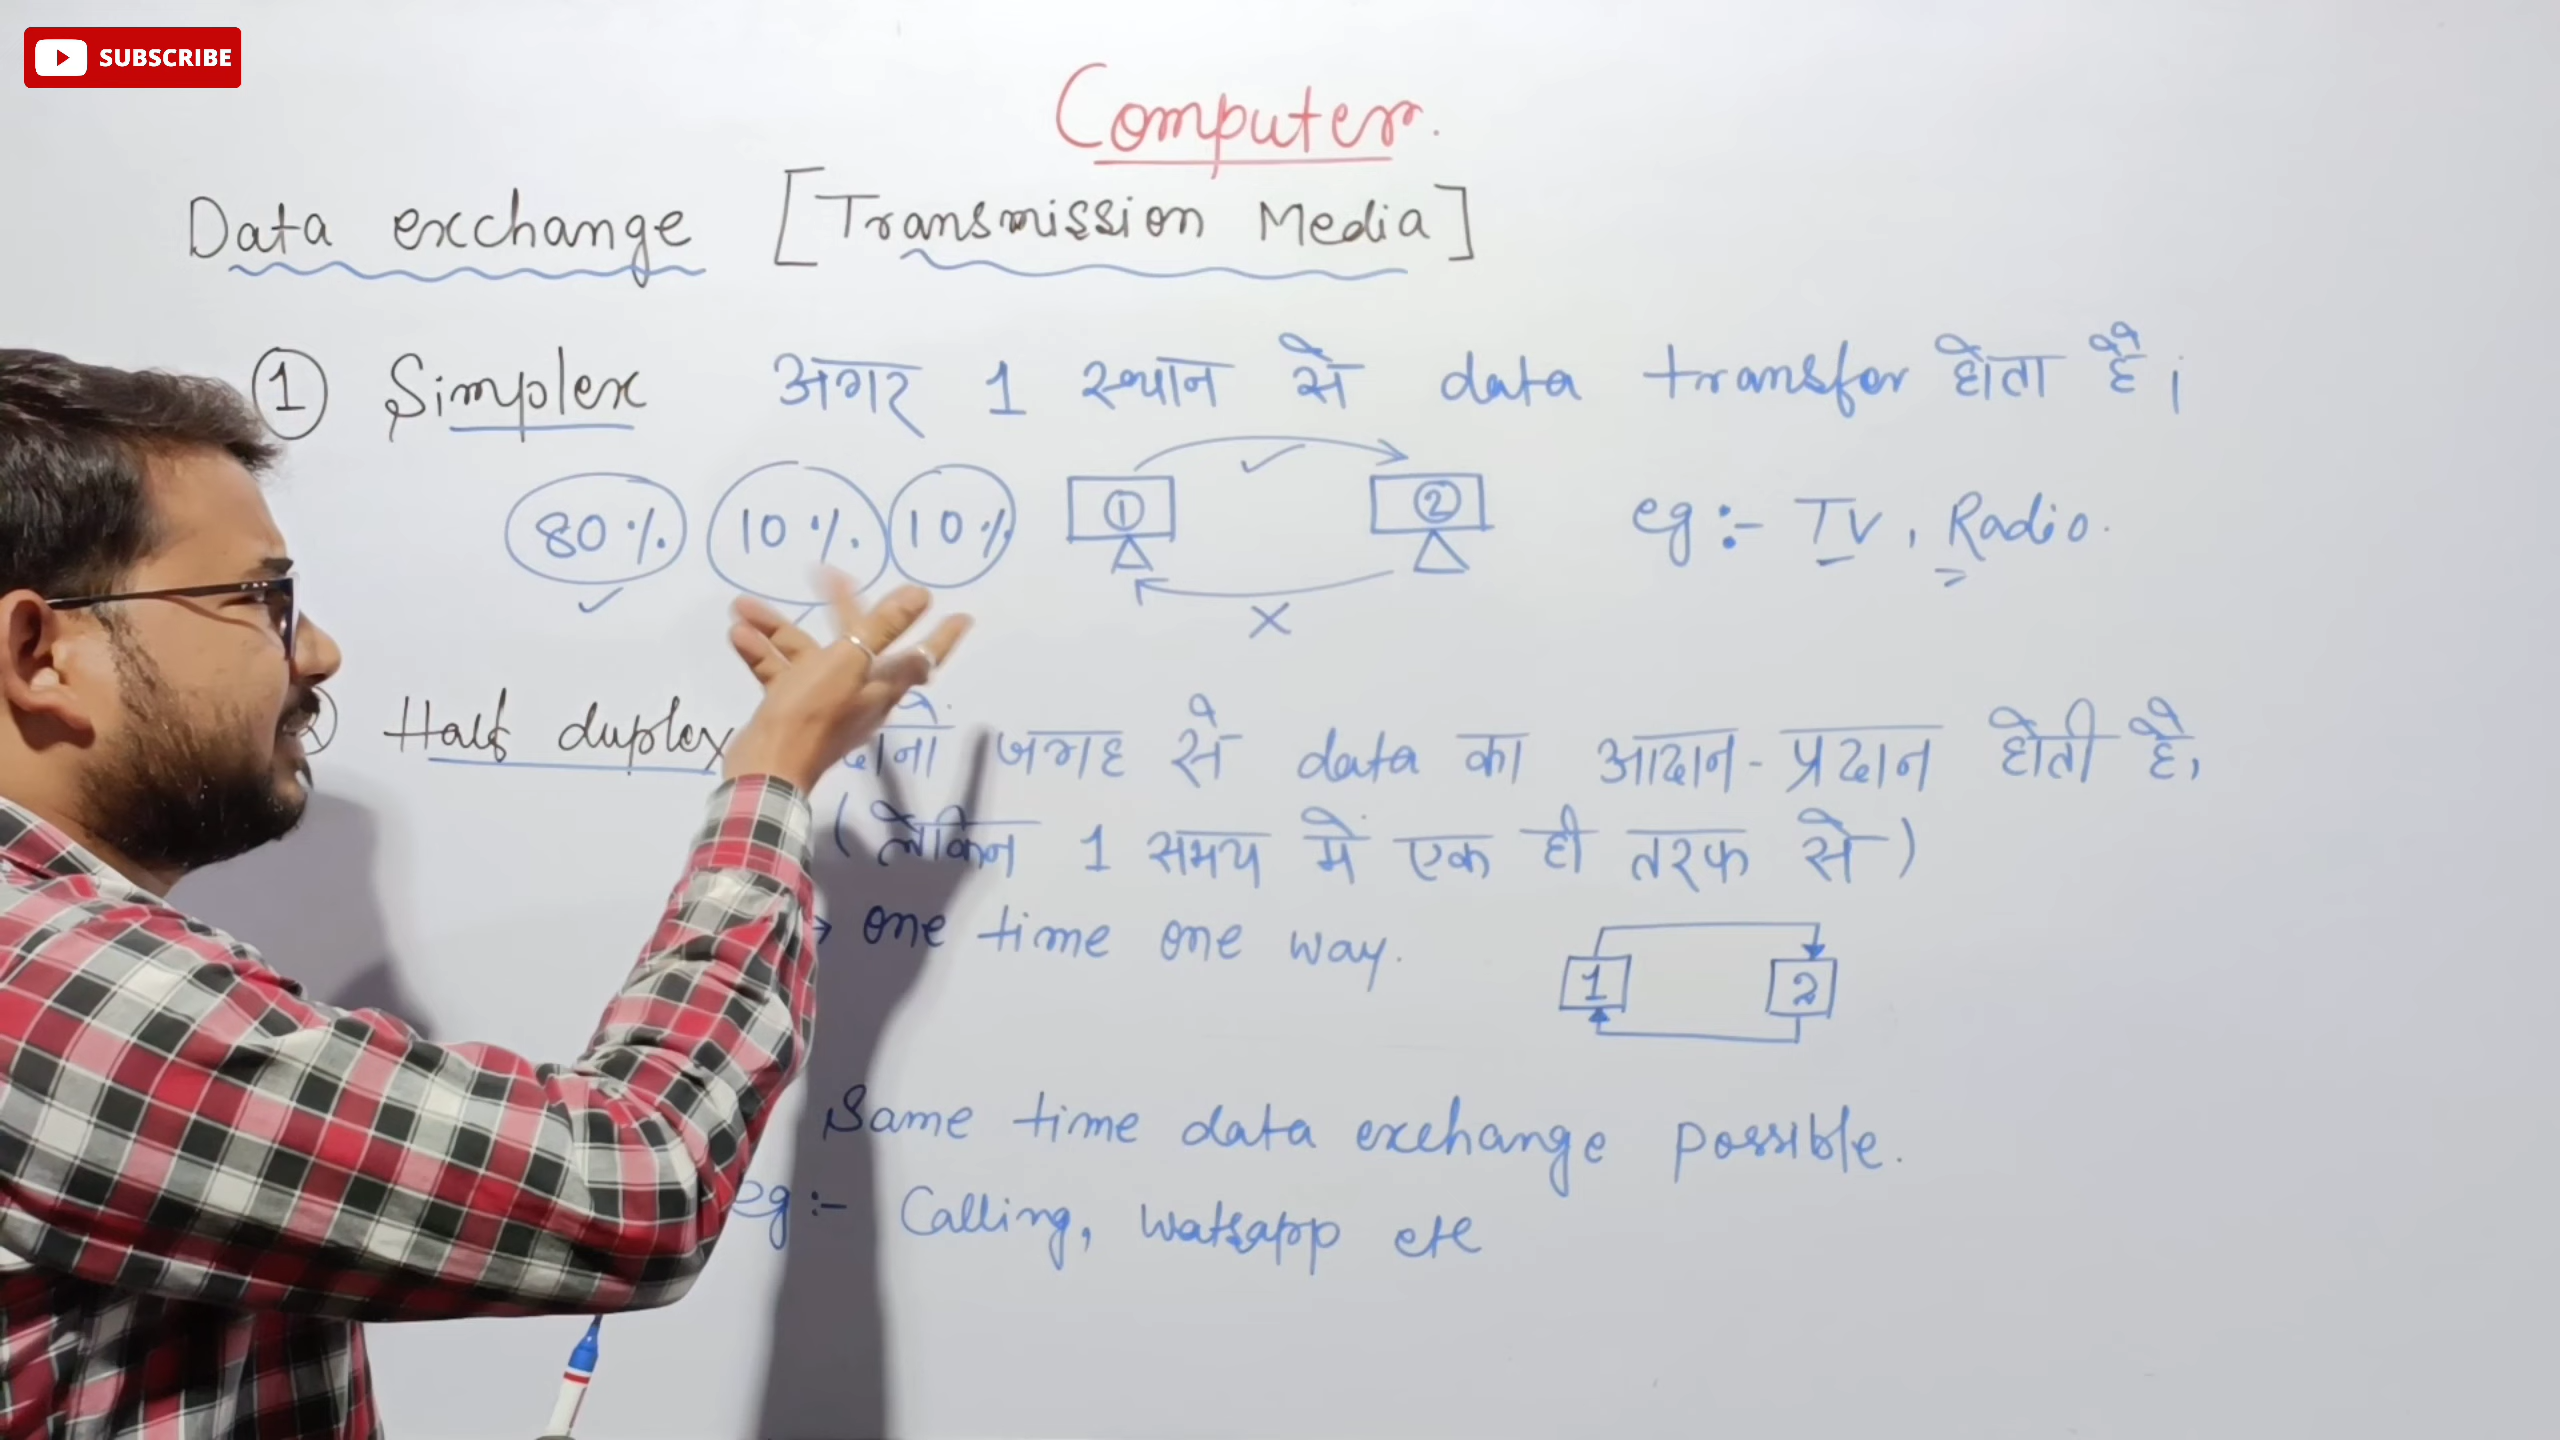 SUBSCRIBE
Computer.
Data exchange [Transmission Media]
① Simplex अगर 1 स्थान से data transfer होता है।
80% 10% 10% ① ② eg:- TV, Radio.
Half duplex जगह से data का आदान-प्रदान होती है,
(लेकिन 1 समय में एक ही तरफ से)
→ one time one way.
1 2
Same time data exchange possible.
eg:- Calling, Watsapp etc